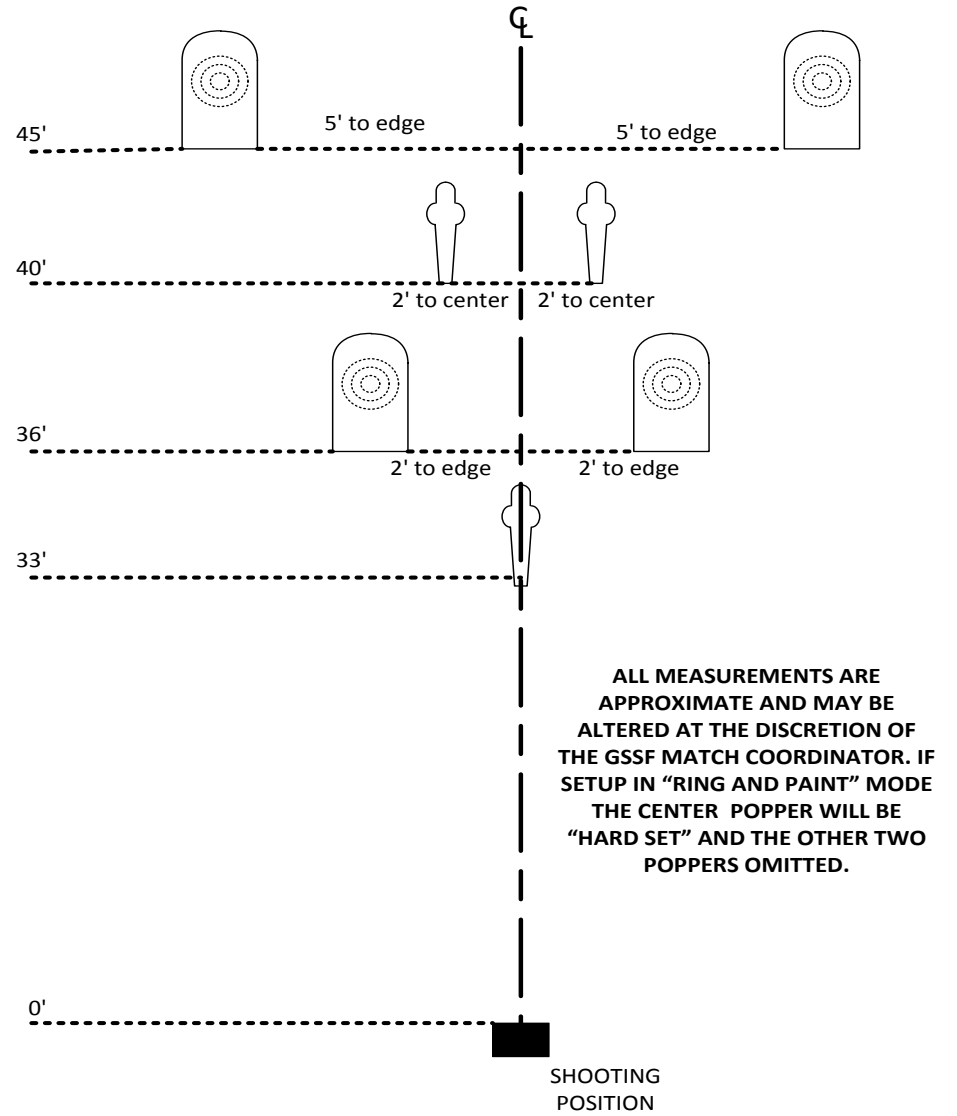 ℄
45'
5' to edge
5' to edge
40'
2' to center
2' to center
36'
2' to edge
2' to edge
33'
ALL MEASUREMENTS ARE
APPROXIMATE AND MAY BE
ALTERED AT THE DISCRETION OF
THE GSSF MATCH COORDINATOR. IF
SETUP IN “RING AND PAINT” MODE
THE CENTER POPPER WILL BE
“HARD SET” AND THE OTHER TWO
POPPERS OMITTED.
0'
SHOOTING
POSITION